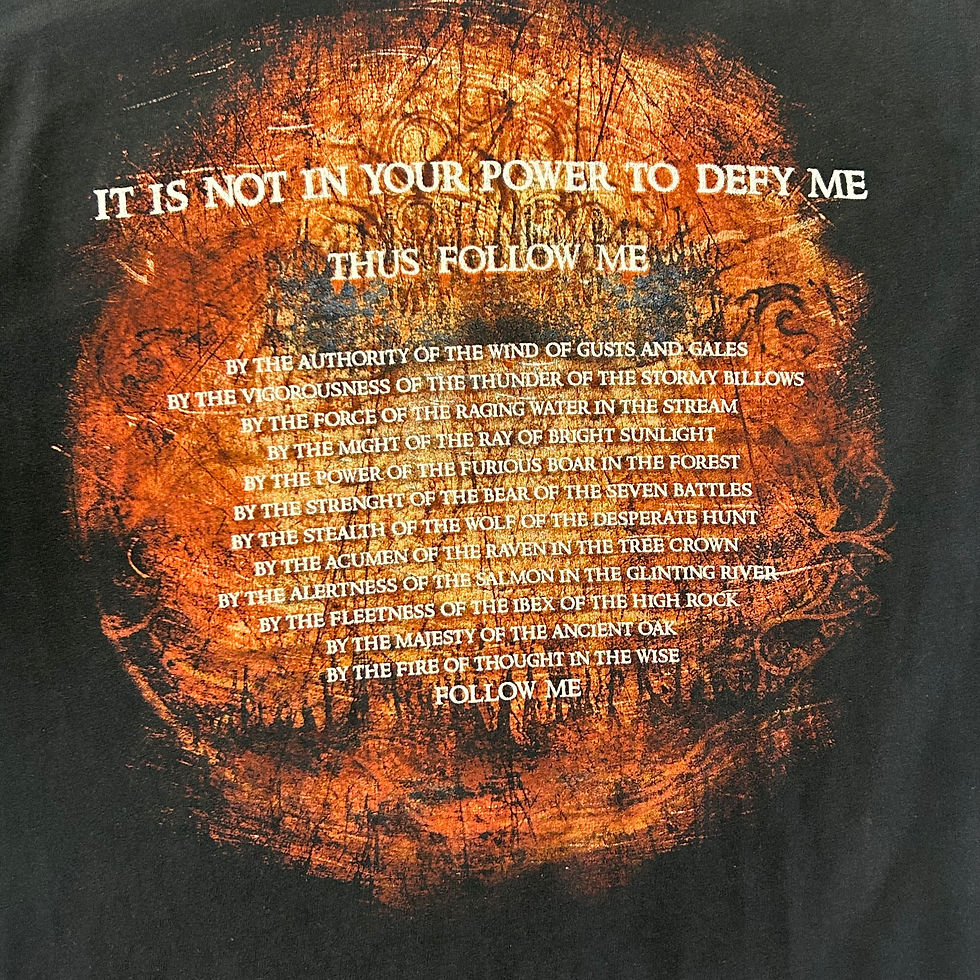 IT IS NOT IN YOUR POWER TO DEFY ME
THUS FOLLOW ME
BY THE AUTHORITY OF THE WIND OF GUSTS AND GALES
BY THE VIGOROUSNESS OF THE THUNDER OF THE STORMY BILLOWS
BY THE FORCE OF THE RAGING WATER IN THE STREAM
BY THE MIGHT OF THE RAY OF BRIGHT SUNLIGHT
BY THE POWER OF THE FURIOUS BOAR IN THE FOREST
BY THE STRENGHT OF THE BEAR OF THE SEVEN BATTLES
BY THE STEALTH OF THE WOLF OF THE DESPERATE HUNT
BY THE ACUMEN OF THE RAVEN IN THE TREE CROWN
BY THE ALERTNESS OF THE SALMON IN THE GLINTING RIVER
BY THE FLEETNESS OF THE IBEX OF THE HIGH ROCK
BY THE MAJESTY OF THE ANCIENT OAK
BY THE FIRE OF THOUGHT IN THE WISE
FOLLOW ME